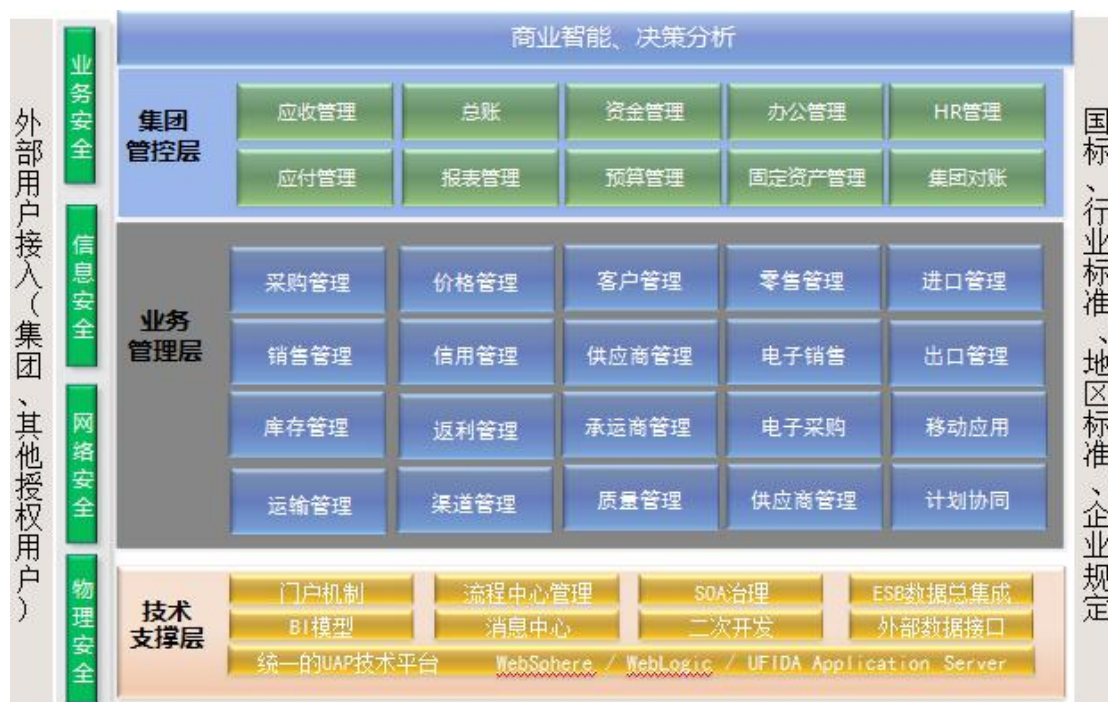 商业智能、决策分析
外部用户接入(集团、其他授权用户)
业务安全
信息安全
网络安全
物理安全
集团
管控层
应收管理 总账 资金管理 办公管理 HR管理
应付管理 报表管理 预算管理 固定资产管理 集团对账
业务
管理层
采购管理 价格管理 客户管理 零售管理 进口管理
销售管理 信用管理 供应商管理 电子销售 出口管理
库存管理 返利管理 承运商管理 电子采购 移动应用
运输管理 渠道管理 质量管理 供应商管理 计划协同
技术
支撑层
门户机制 流程中心管理 SOA治理 ESB数据总集成
BI模型 消息中心 二次开发 外部数据接口
统一的UAP技术平台 WebSohere / WebLogic / UFIDA Application Server
国标、行业标准、地区标准、企业规定